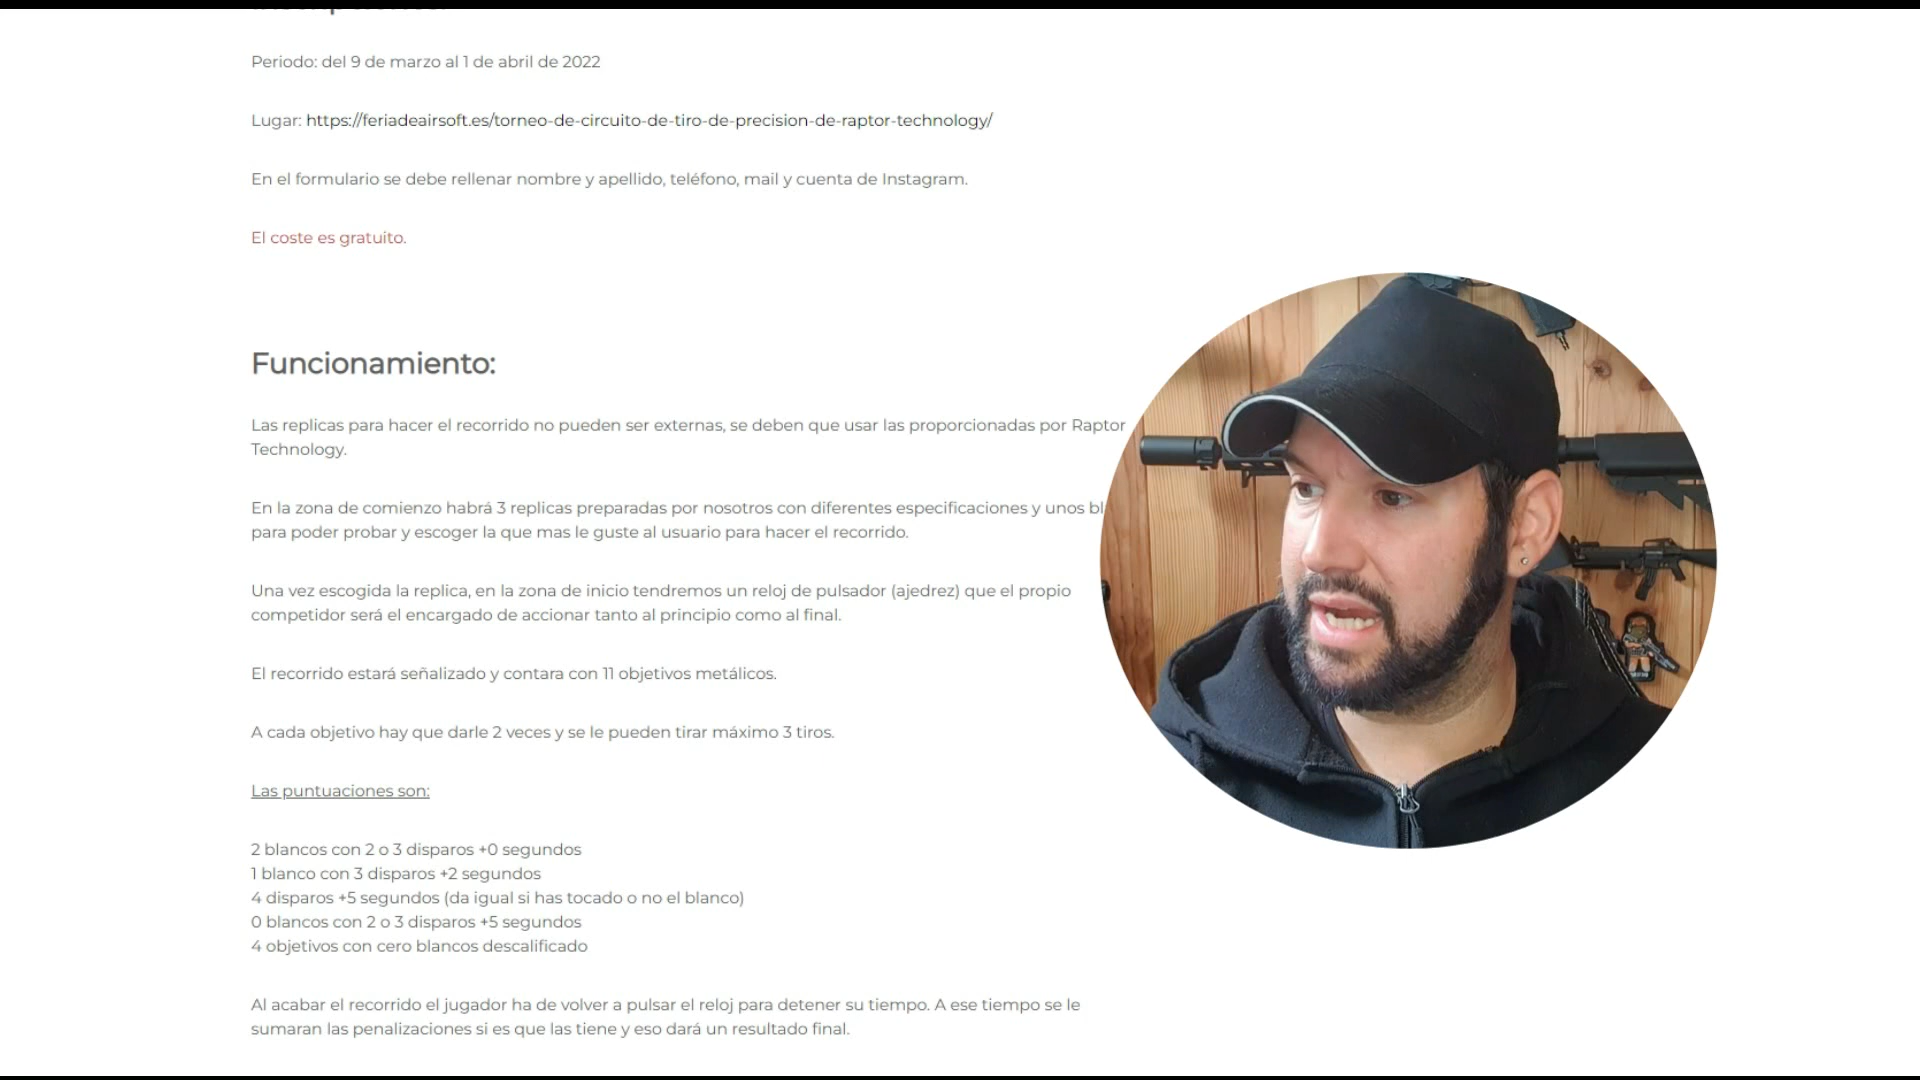 Periodo: del 9 de marzo al 1 de abril de 2022
Lugar: https://feriadeairsoft.es/torneo-de-circuito-de-tiro-de-precision-de-raptor-technology/
En el formulario se debe rellenar nombre y apellido, teléfono, mail y cuenta de Instagram.
El coste es gratuito.
Funcionamiento:
Las replicas para hacer el recorrido no pueden ser externas, se deben que usar las proporcionadas por Raptor
Technology.
En la zona de comienzo habrá 3 replicas preparadas por nosotros con diferentes especificaciones y unos
para poder probar y escoger la que mas le guste al usuario para hacer el recorrido.
Una vez escogida la replica, en la zona de inicio tendremos un reloj de pulsador (ajedrez) que el propio
competidor será el encargado de accionar tanto al principio como al final.
El recorrido estará señalizado y contara con 11 objetivos metálicos.
A cada objetivo hay que darle 2 veces y se le pueden tirar máximo 3 tiros.
Las puntuaciones son:
2 blancos con 2 o 3 disparos +0 segundos
1 blanco con 3 disparos +2 segundos
4 disparos +5 segundos (da igual si has tocado o no el blanco)
0 blancos con 2 o 3 disparos +5 segundos
4 objetivos con cero blancos descalificado
Al acabar el recorrido el jugador ha de volver a pulsar el reloj para detener su tiempo. A ese tiempo se le
sumaran las penalizaciones si es que las tiene y eso dará un resultado final.